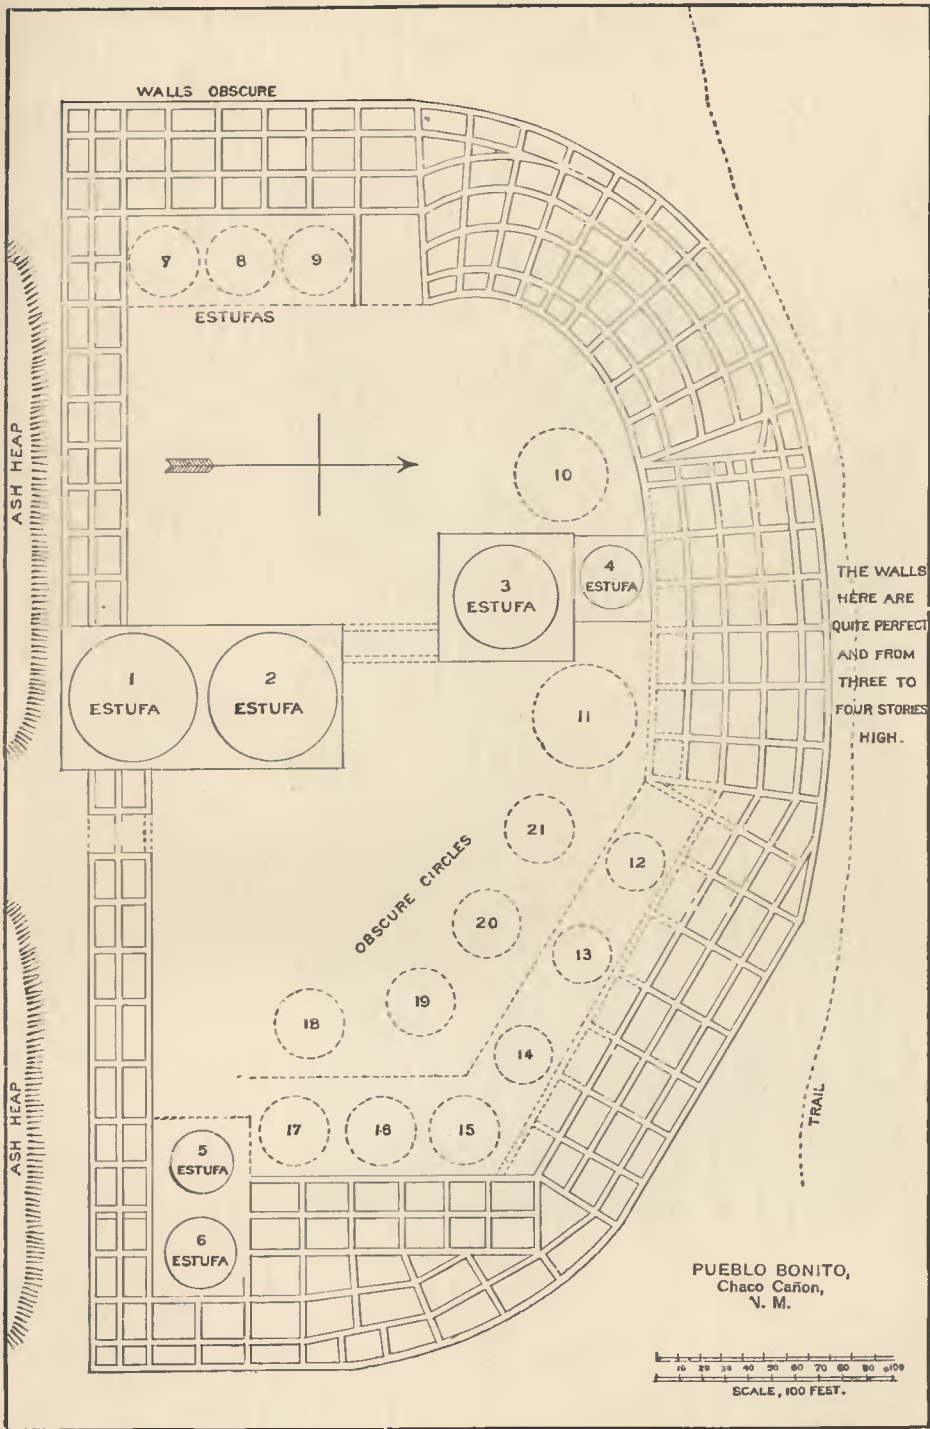 WALLS OBSCURE
7
8
9
ESTUFAS
ASH HEAP
10
3
ESTUFA
4
ESTUFA
THE WALLS
HERE ARE
QUITE PERFECT
AND FROM
THREE TO
FOUR STORIES
HIGH.
1
ESTUFA
2
ESTUFA
11
21
12
OBSCURE CIRCLES
20
13
19
18
14
ASH HEAP
TRAIL
17
16
15
5
ESTUFA
6
ESTUFA
PUEBLO BONITO,
Chaco Cañon,
N. M.
10 20 30 40 50 60 70 80 90 100
SCALE, 100 FEET.